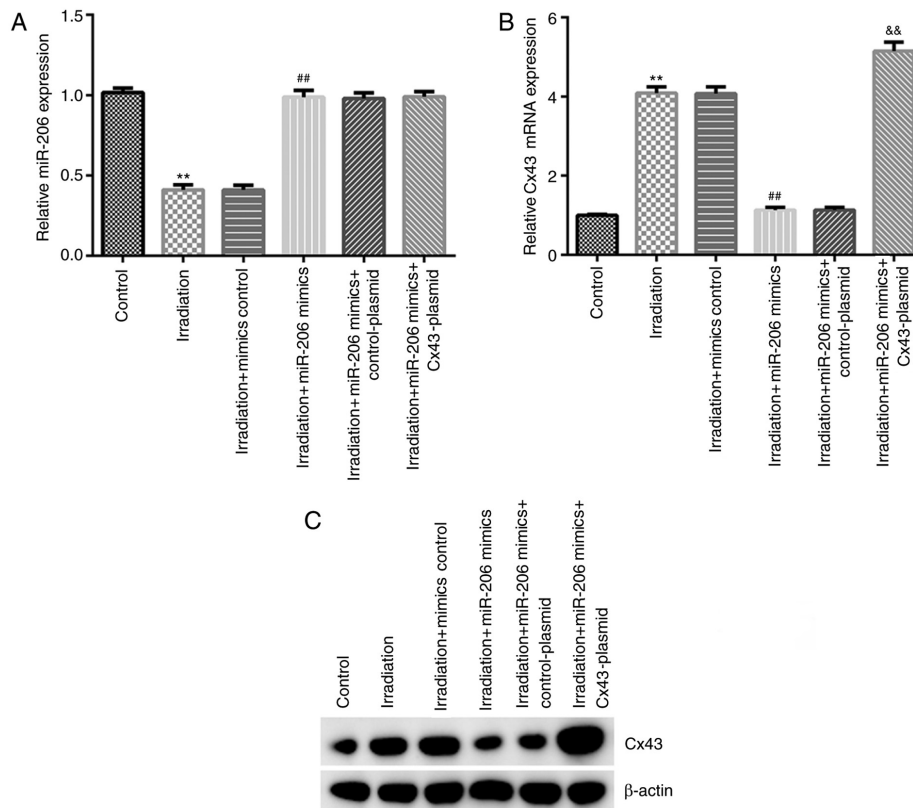 A
Relative miR-206 expression
1.5
1.0
0.5
0.0
**
##
Control
Irradiation
Irradiation+mimics control
Irradiation+miR-206 mimics
Irradiation+miR-206 mimics+
control-plasmid
Irradiation+miR-206 mimics+
Cx43-plasmid
B
Relative Cx43 mRNA expression
6
4
2
0
**
##
&&
Control
Irradiation
Irradiation+mimics control
Irradiation+miR-206 mimics
Irradiation+miR-206 mimics+
control-plasmid
Irradiation+miR-206 mimics+
Cx43-plasmid
C
Control
Irradiation
Irradiation+mimics control
Irradiation+miR-206 mimics
Irradiation+miR-206 mimics+
control-plasmid
Irradiation+miR-206 mimics+
Cx43-plasmid
Cx43
β-actin